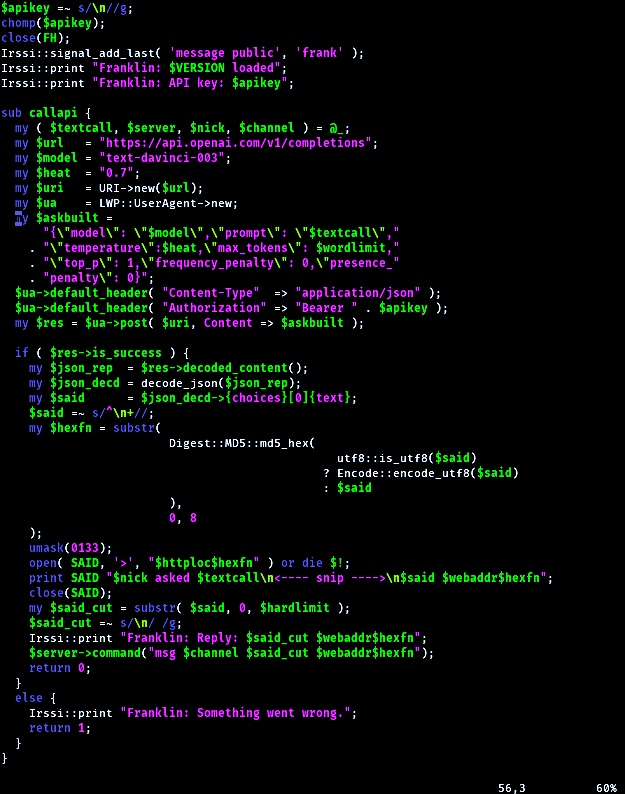 $apikey =~ s/\n//g;
chomp($apikey);
close(FH);
Irssi::signal_add_last( 'message public', 'frank' );
Irssi::print "Franklin: $VERSION loaded";
Irssi::print "Franklin: API key: $apikey";

sub callapi {
  my ( $textcall, $server, $nick, $channel ) = @_;
  my $url   = "https://api.openai.com/v1/completions";
  my $model = "text-davinci-003";
  my $heat  = "0.7";
  my $uri   = URI->new($url);
  my $ua    = LWP::UserAgent->new;
  my $askbuilt =
      "{\"model\": \"$model\",\"prompt\": \"$textcall\","
    . "\"temperature\":$heat,\"max_tokens\": $wordlimit,"
    . "\"top_p\": 1,\"frequency_penalty\": 0,\"presence_"
    . "penalty\": 0}";
  $ua->default_header( "Content-Type"  => "application/json" );
  $ua->default_header( "Authorization" => "Bearer " . $apikey );
  my $res = $ua->post( $uri, Content => $askbuilt );

  if ( $res->is_success ) {
    my $json_rep  = $res->decoded_content();
    my $json_decd = decode_json($json_rep);
    my $said      = $json_decd->{choices}[0]{text};
    $said =~ s/^\n+//;
    my $hexfn = substr(
                        Digest::MD5::md5_hex(
                                                utf8::is_utf8($said)
                                              ? Encode::encode_utf8($said)
                                              : $said
                        ),
                        0, 8
    );
    umask(0133);
    open( SAID, '>', "$httploc$hexfn" ) or die $!;
    print SAID "$nick asked $textcall\n<---- snip ---->\n$said $webaddr$hexfn";
    close(SAID);
    my $said_cut = substr( $said, 0, $hardlimit );
    $said_cut =~ s/\n/ /g;
    Irssi::print "Franklin: Reply: $said_cut $webaddr$hexfn";
    $server->command("msg $channel $said_cut $webaddr$hexfn");
    return 0;
  }
  else {
    Irssi::print "Franklin: Something went wrong.";
    return 1;
  }
}
56,3 60%